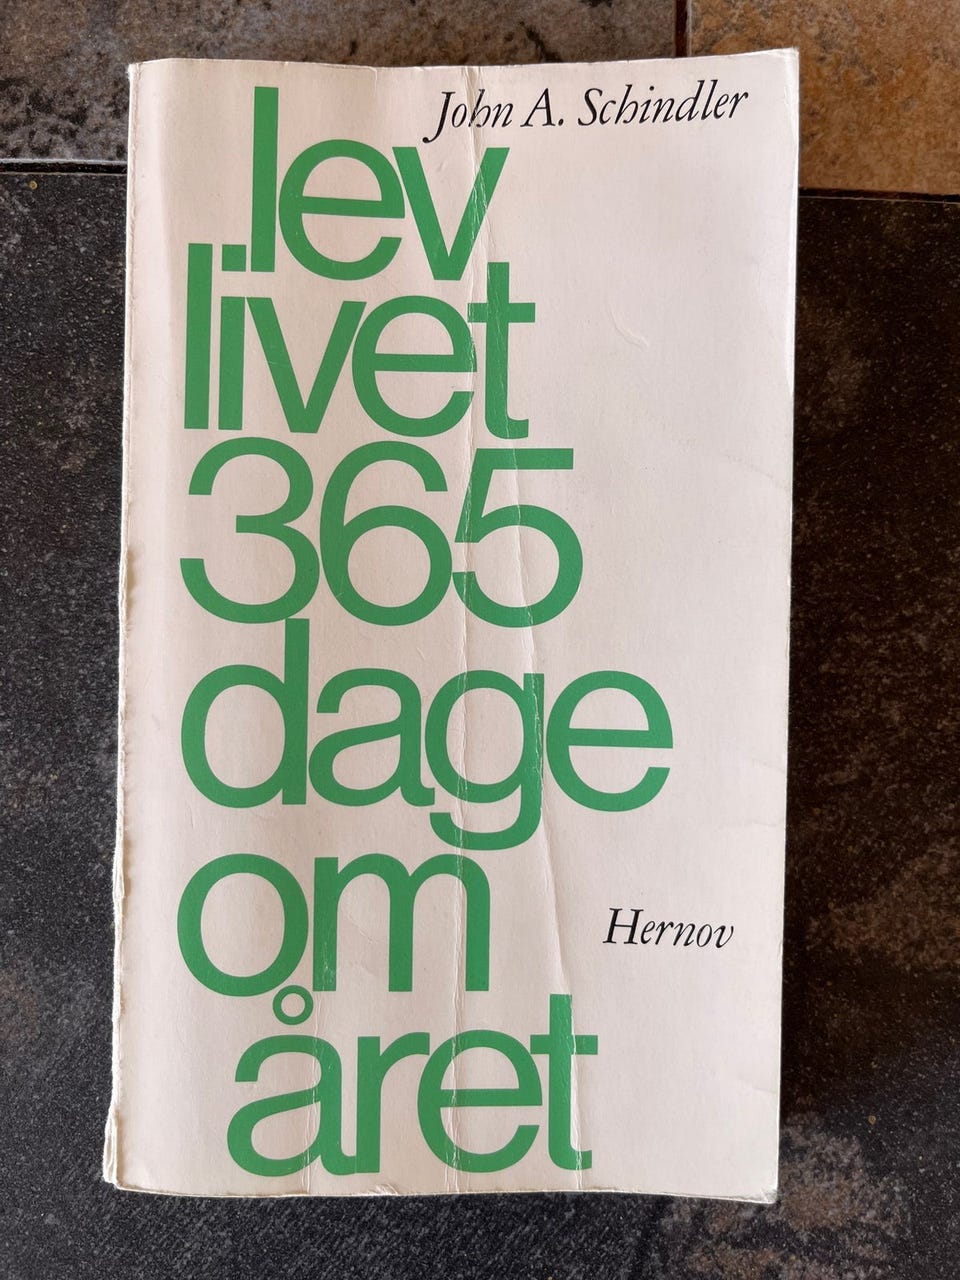 John A. Schindler
lev
livet
365
dage
om
Hernov
året